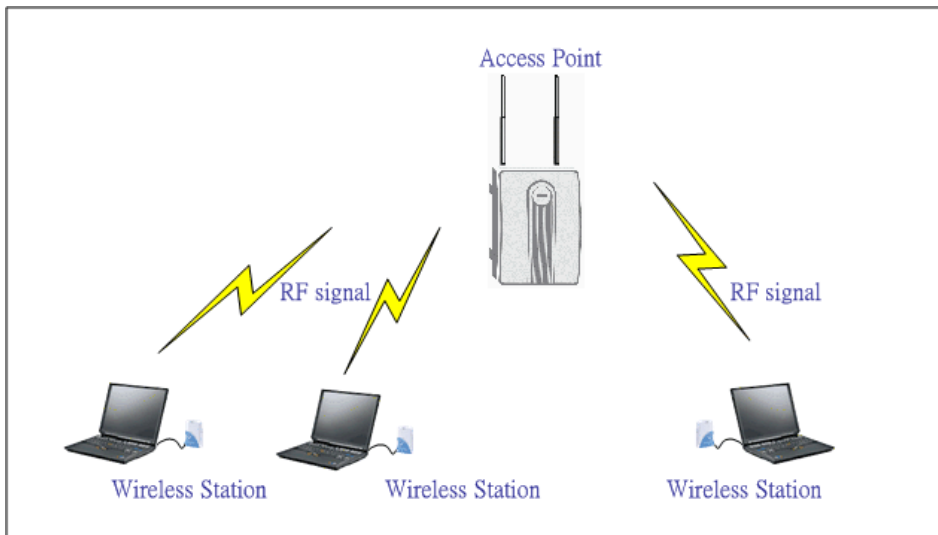 Access Point
RF signal
RF signal
Wireless Station
Wireless Station
Wireless Station